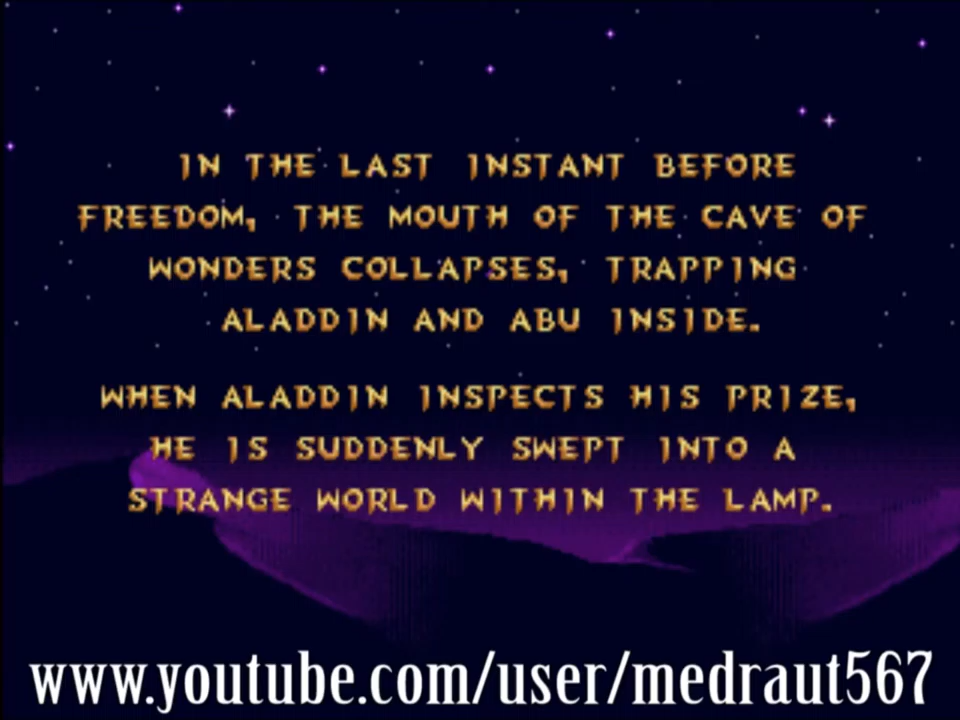 IN THE LAST INSTANT BEFORE
FREEDOM, THE MOUTH OF THE CAVE OF
WONDERS COLLAPSES, TRAPPING
ALADDIN AND ABU INSIDE.
WHEN ALADDIN INSPECTS HIS PRIZE,
HE IS SUDDENLY SWEPT INTO A
STRANGE WORLD WITHIN THE LAMP.
www.youtube.com/user/medraut567